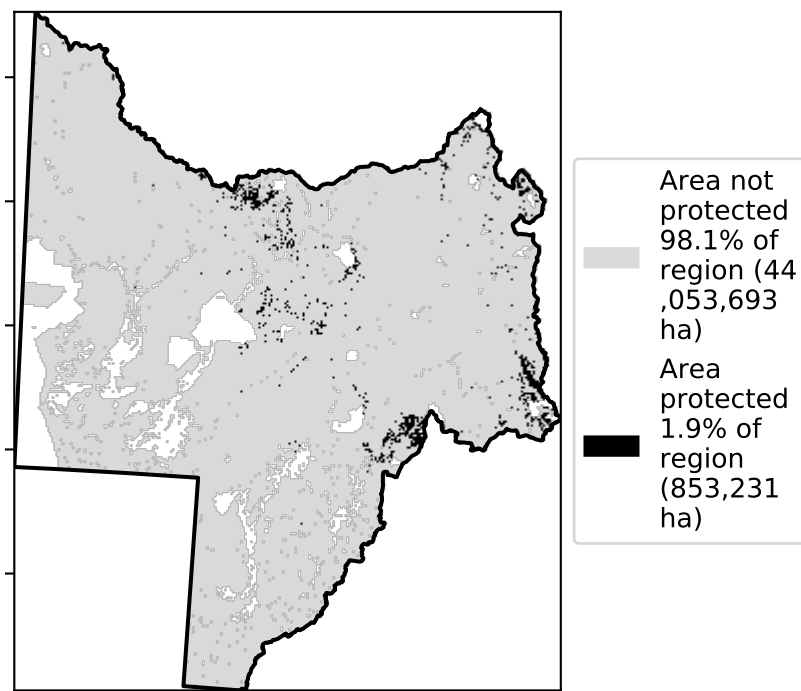 Area not
protected
98.1% of
region (44
,053,693
ha)
Area
protected
1.9% of
region
(853,231
ha)